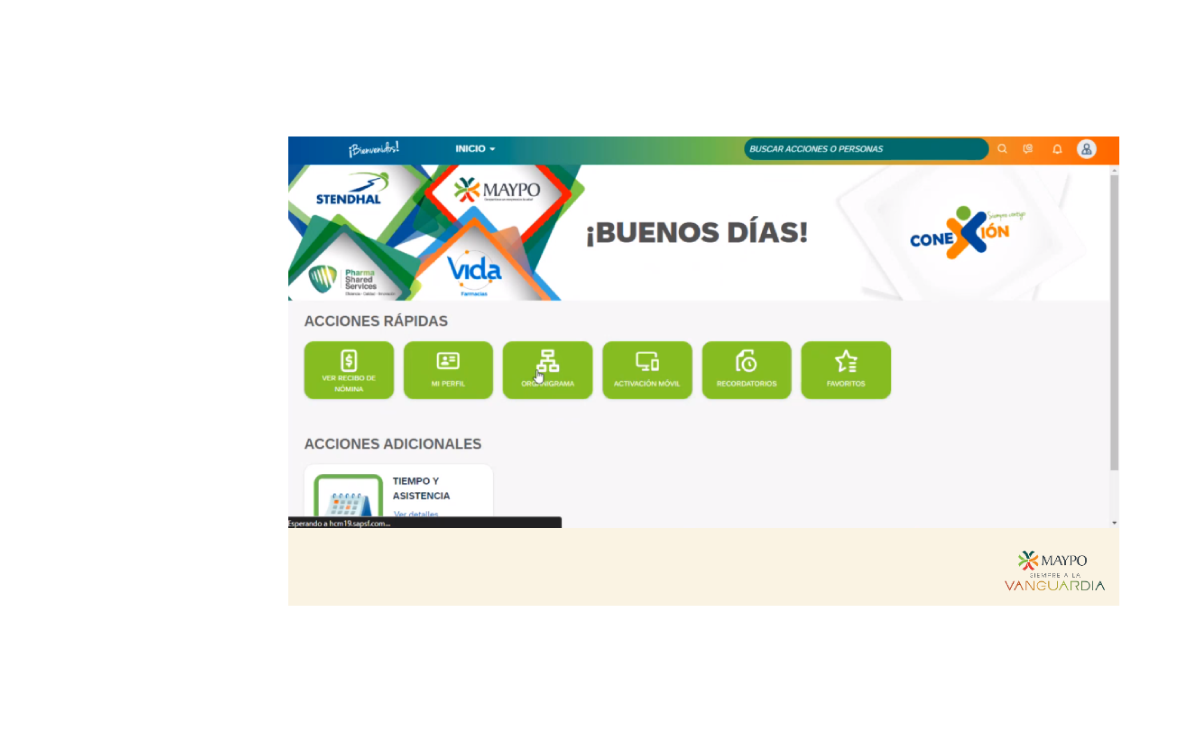 ¡Bienvenidos!
INICIO
BUSCAR ACCIONES O PERSONAS
STENDHAL
MAYPO
¡BUENOS DÍAS!
Siempre contigo
CONEXIÓN
Vida
Farmacias
Pharma
Shared
Services
ACCIONES RÁPIDAS
VER RECIBO DE
NÓMINA
MI PERFIL
ORGANIGRAMA
ACTIVACIÓN MÓVIL
RECORDATORIOS
FAVORITOS
ACCIONES ADICIONALES
TIEMPO Y
ASISTENCIA
Ver detalles
Esperando a hcm19.sapsf.com...
MAYPO
SIEMPRE A LA
VANGUARDIA